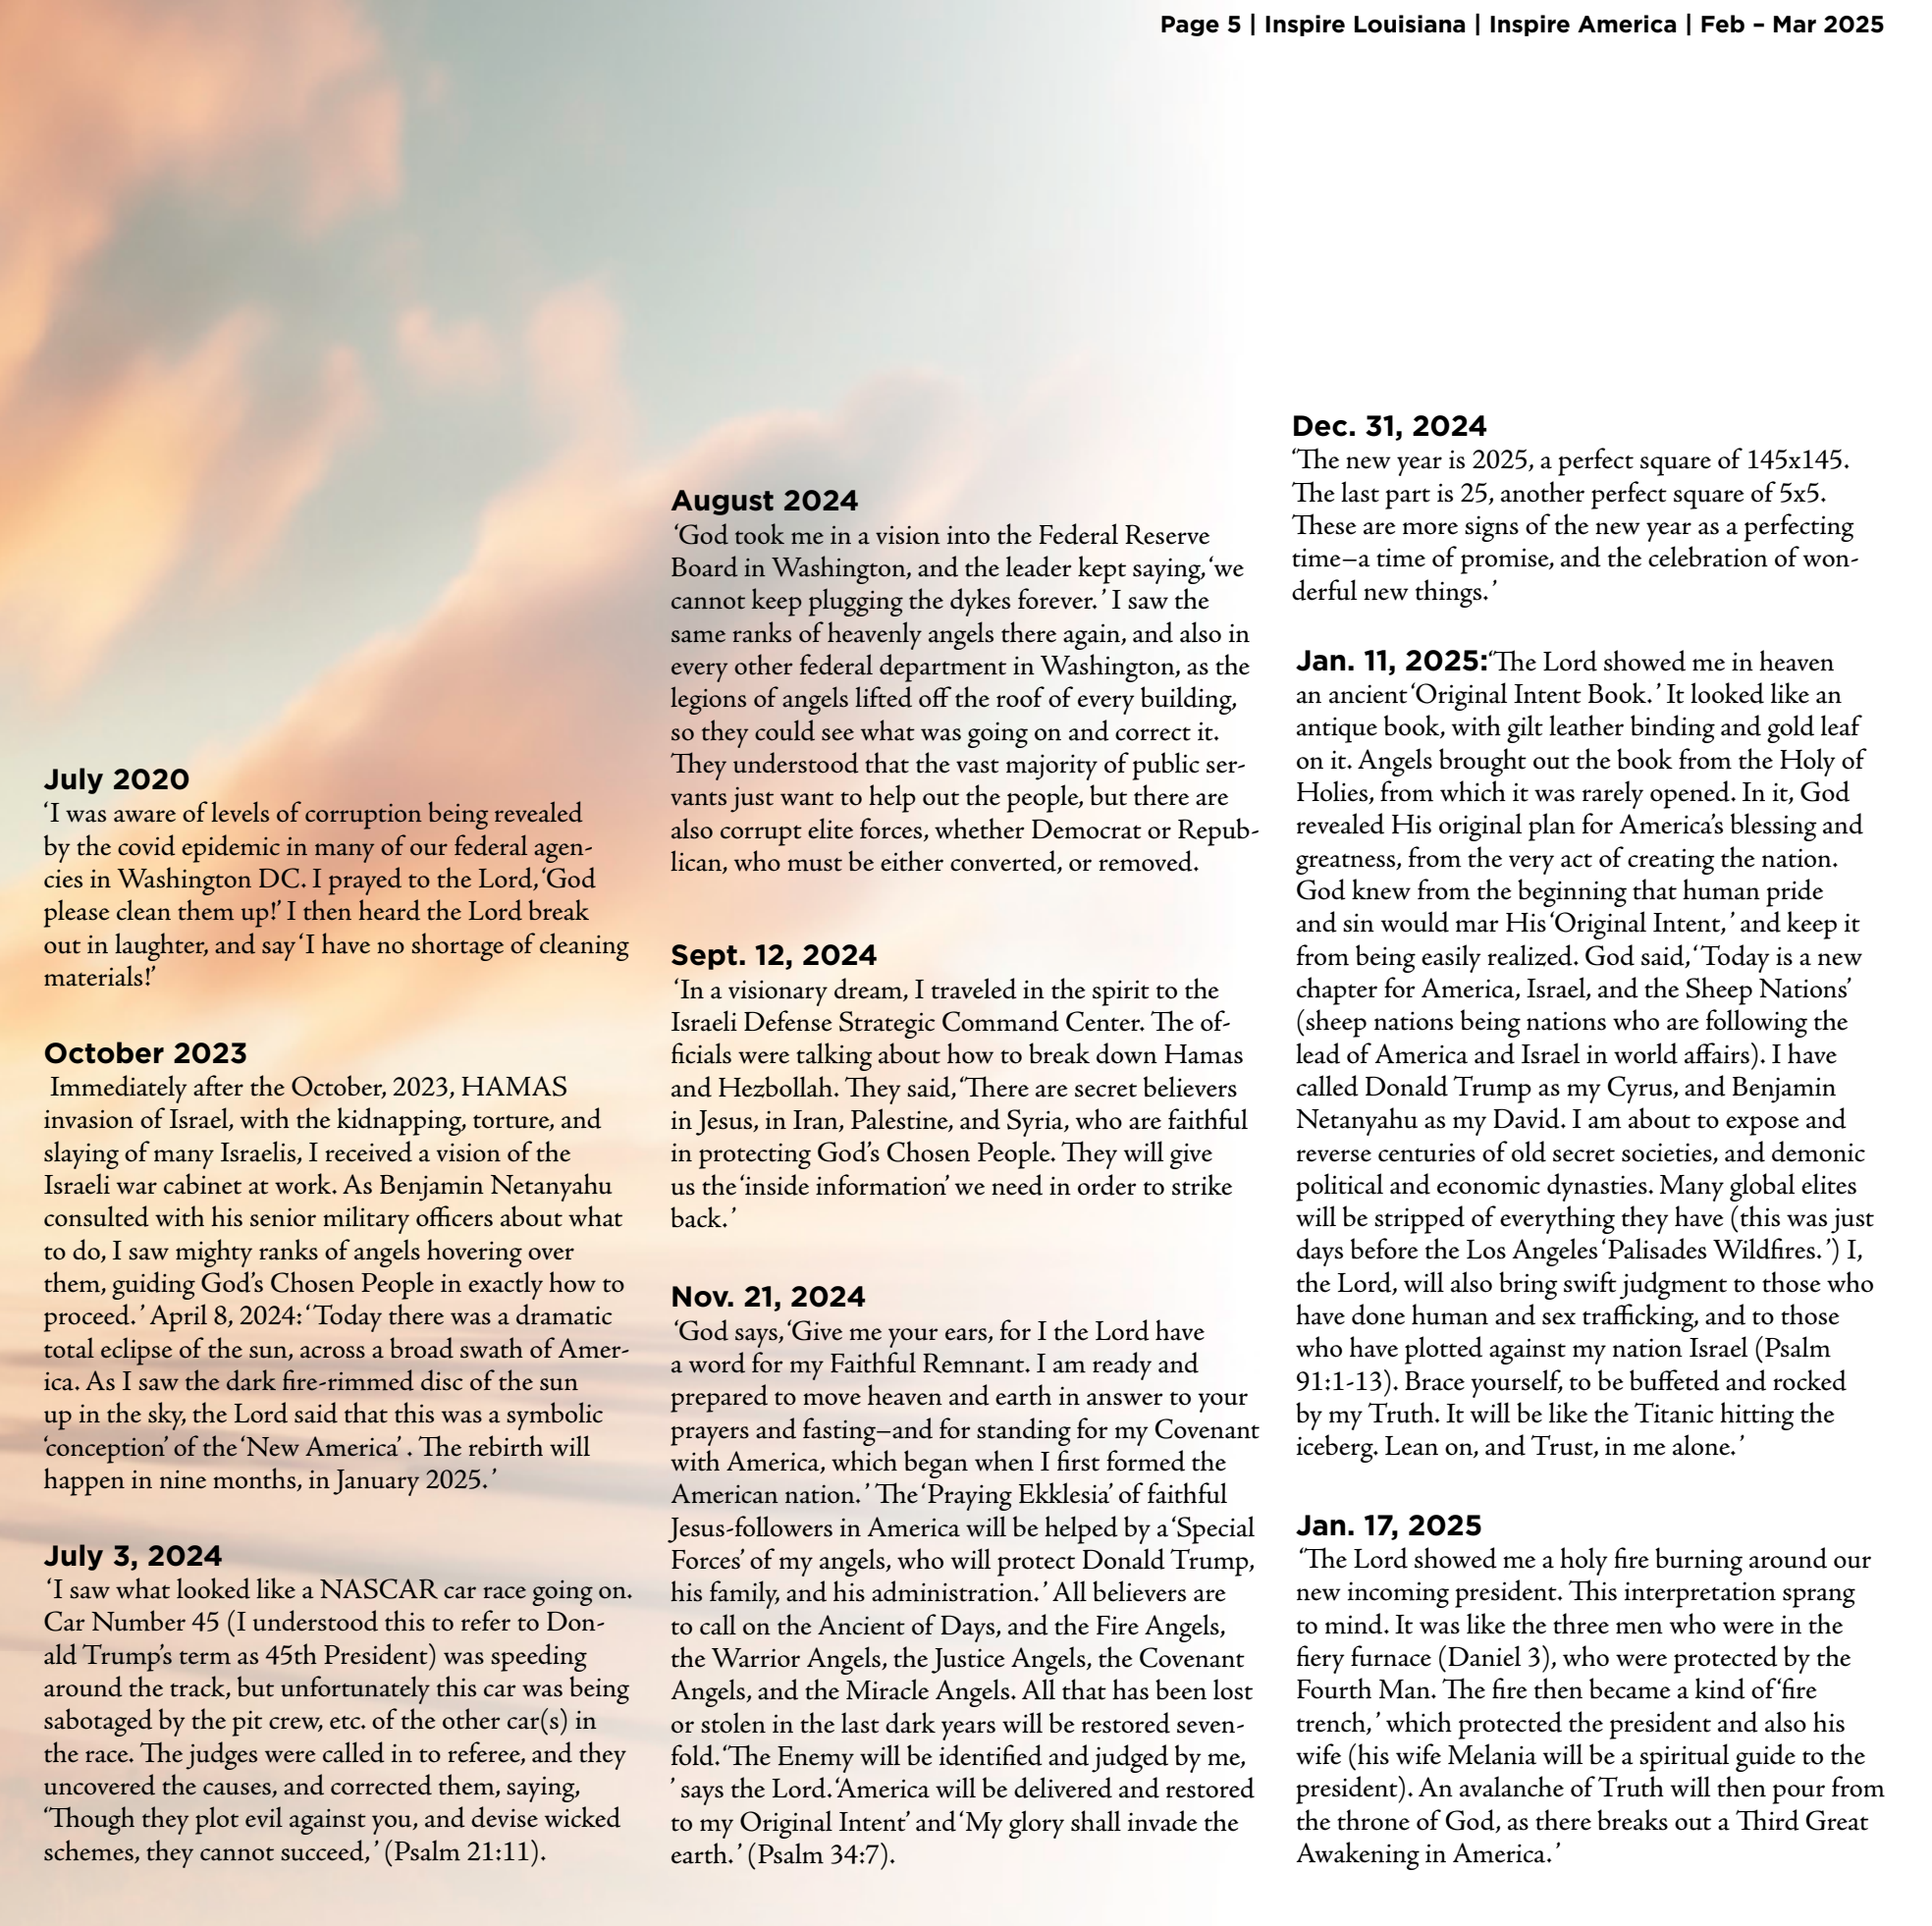 Page 5 | Inspire Louisiana | Inspire America | Feb – Mar 2025
July 2020
‘I was aware of levels of corruption being revealed
by the covid epidemic in many of our federal agen-
cies in Washington DC. I prayed to the Lord, ‘God
please clean them up!’ I then heard the Lord break
out in laughter, and say ‘I have no shortage of cleaning
materials!’
October 2023
Immediately after the October, 2023, HAMAS
invasion of Israel, with the kidnapping, torture, and
slaying of many Israelis, I received a vision of the
Israeli war cabinet at work. As Benjamin Netanyahu
consulted with his senior military officers about what
to do, I saw mighty ranks of angels hovering over
them, guiding God’s Chosen People in exactly how to
proceed.’ April 8, 2024: ‘Today there was a dramatic
total eclipse of the sun, across a broad swath of Amer-
ica. As I saw the dark fire-rimmed disc of the sun
up in the sky, the Lord said that this was a symbolic
‘conception’ of the ‘New America’ . The rebirth will
happen in nine months, in January 2025.’
July 3, 2024
‘I saw what looked like a NASCAR car race going on.
Car Number 45 (I understood this to refer to Don-
ald Trump’s term as 45th President) was speeding
around the track, but unfortunately this car was being
sabotaged by the pit crew, etc. of the other car(s) in
the race. The judges were called in to referee, and they
uncovered the causes, and corrected them, saying,
‘Though they plot evil against you, and devise wicked
schemes, they cannot succeed,’ (Psalm 21:11).
August 2024
‘God took me in a vision into the Federal Reserve
Board in Washington, and the leader kept saying, ‘we
cannot keep plugging the dykes forever.’ I saw the
same ranks of heavenly angels there again, and also in
every other federal department in Washington, as the
legions of angels lifted off the roof of every building,
so they could see what was going on and correct it.
They understood that the vast majority of public ser-
vants just want to help out the people, but there are
also corrupt elite forces, whether Democrat or Repub-
lican, who must be either converted, or removed.
Sept. 12, 2024
‘In a visionary dream, I traveled in the spirit to the
Israeli Defense Strategic Command Center. The of-
ficials were talking about how to break down Hamas
and Hezbollah. They said, ‘There are secret believers
in Jesus, in Iran, Palestine, and Syria, who are faithful
in protecting God’s Chosen People. They will give
us the ‘inside information’ we need in order to strike
back.’
Nov. 21, 2024
‘God says, ‘Give me your ears, for I the Lord have
a word for my Faithful Remnant. I am ready and
prepared to move heaven and earth in answer to your
prayers and fasting–and for standing for my Covenant
with America, which began when I first formed the
American nation.’ The ‘Praying Ekklesia’ of faithful
Jesus-followers in America will be helped by a ‘Special
Forces’ of my angels, who will protect Donald Trump,
his family, and his administration.’ All believers are
to call on the Ancient of Days, and the Fire Angels,
the Warrior Angels, the Justice Angels, the Covenant
Angels, and the Miracle Angels. All that has been lost
or stolen in the last dark years will be restored seven-
fold. ‘The Enemy will be identified and judged by me,
’ says the Lord. ‘America will be delivered and restored
to my Original Intent’ and ‘My glory shall invade the
earth.’ (Psalm 34:7).
Dec. 31, 2024
‘The new year is 2025, a perfect square of 145x145.
The last part is 25, another perfect square of 5x5.
These are more signs of the new year as a perfecting
time–a time of promise, and the celebration of won-
derful new things.’
Jan. 11, 2025: ‘The Lord showed me in heaven
an ancient ‘Original Intent Book.’ It looked like an
antique book, with gilt leather binding and gold leaf
on it. Angels brought out the book from the Holy of
Holies, from which it was rarely opened. In it, God
revealed His original plan for America’s blessing and
greatness, from the very act of creating the nation.
God knew from the beginning that human pride
and sin would mar His ‘Original Intent,’ and keep it
from being easily realized. God said, ‘Today is a new
chapter for America, Israel, and the Sheep Nations’
(sheep nations being nations who are following the
lead of America and Israel in world affairs). I have
called Donald Trump as my Cyrus, and Benjamin
Netanyahu as my David. I am about to expose and
reverse centuries of old secret societies, and demonic
political and economic dynasties. Many global elites
will be stripped of everything they have (this was just
days before the Los Angeles ‘Palisades Wildfires.’) I,
the Lord, will also bring swift judgment to those who
have done human and sex trafficking, and to those
who have plotted against my nation Israel (Psalm
91:1-13). Brace yourself, to be buffeted and rocked
by my Truth. It will be like the Titanic hitting the
iceberg. Lean on, and Trust, in me alone.’
Jan. 17, 2025
‘The Lord showed me a holy fire burning around our
new incoming president. This interpretation sprang
to mind. It was like the three men who were in the
fiery furnace (Daniel 3), who were protected by the
Fourth Man. The fire then became a kind of ‘fire
trench,’ which protected the president and also his
wife (his wife Melania will be a spiritual guide to the
president). An avalanche of Truth will then pour from
the throne of God, as there breaks out a Third Great
Awakening in America.’